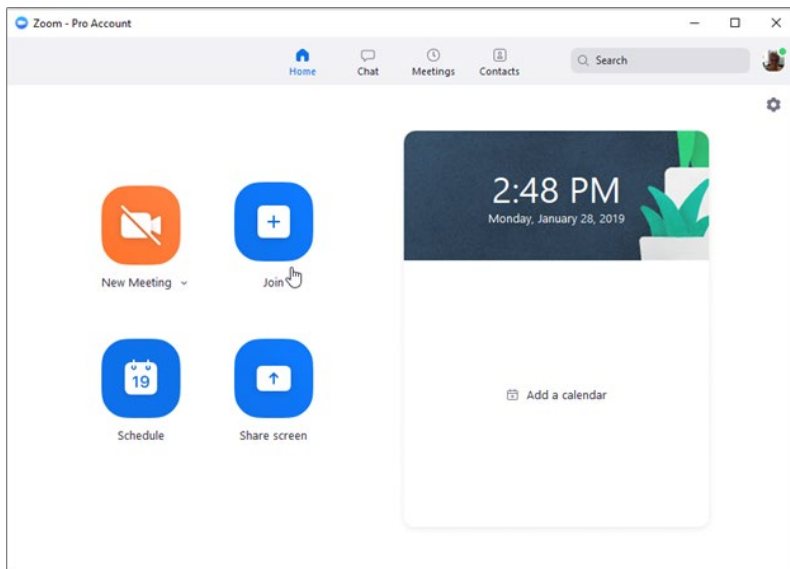 Zoom - Pro Account
Home
Chat
Meetings
Contacts
Search
2:48 PM
Monday, January 28, 2019
New Meeting
Join
19
Schedule
Share screen
Add a calendar